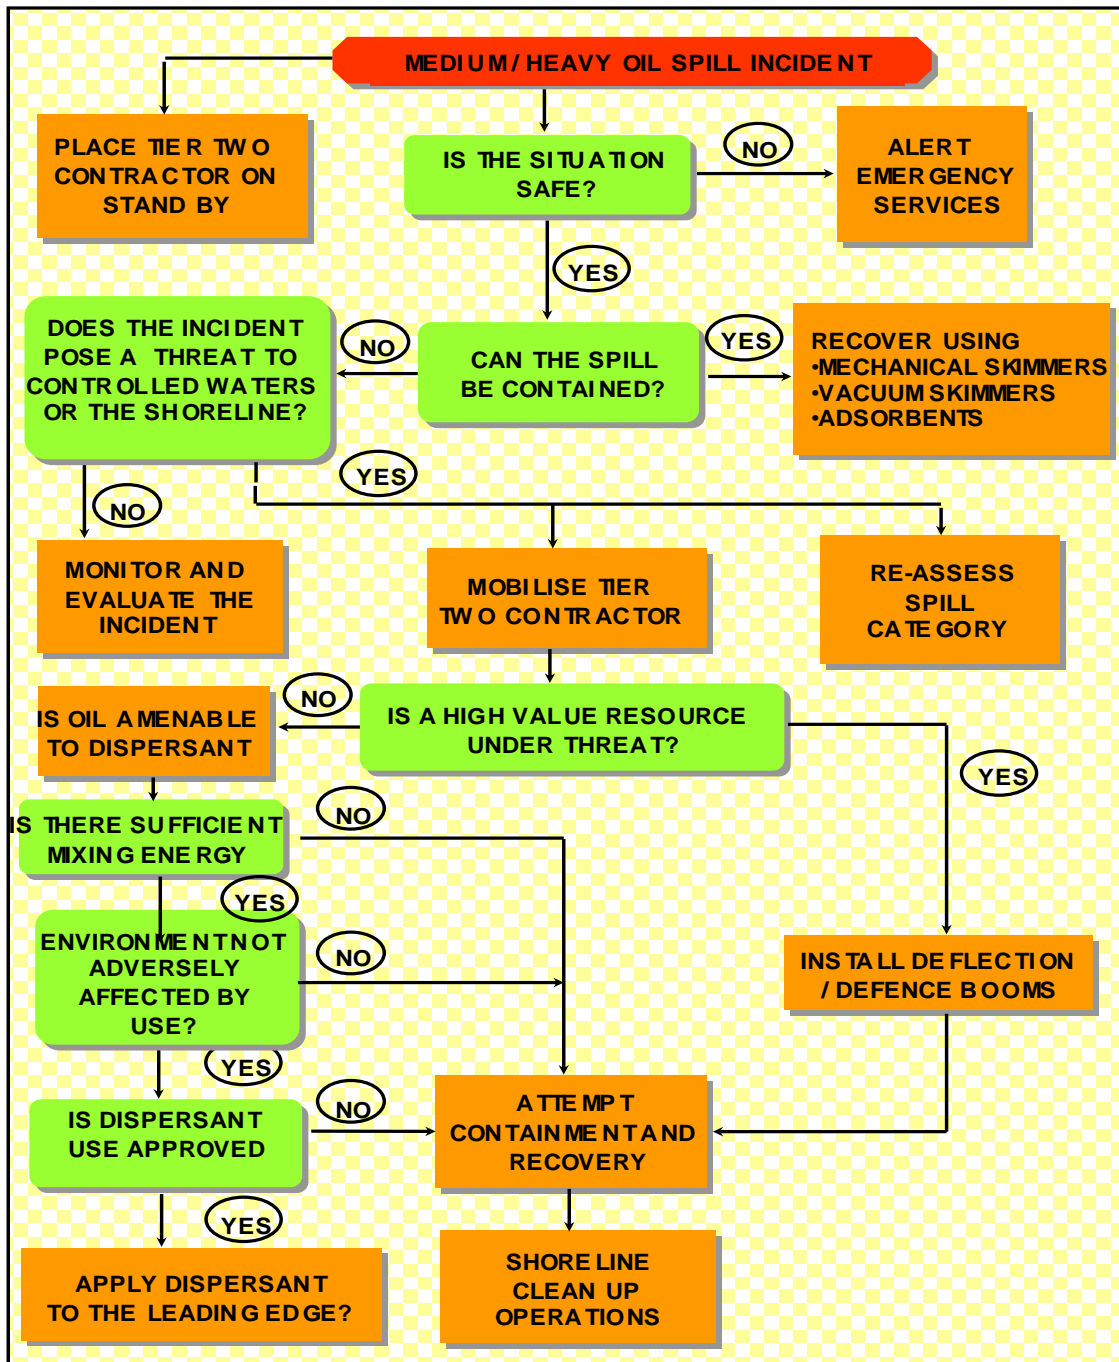 MEDIUM/HEAVY OIL SPILL INCIDENT
PLACE TIER TWO
CONTRACTOR ON
STAND BY
IS THE SITUATION
SAFE?
NO
ALERT
EMERGENCY
SERVICES
YES
DOES THE INCIDENT
POSE A THREAT TO
CONTROLLED WATERS
OR THE SHORELINE?
NO
CAN THE SPILL
BE CONTAINED?
YES
RECOVER USING
•MECHANICAL SKIMMERS
•VACUUM SKIMMERS
•ADSORBENTS
YES
NO
MONITOR AND
EVALUATE THE
INCIDENT
MOBILISE TIER
TWO CONTRACTOR
RE-ASSESS
SPILL
CATEGORY
NO
IS OIL AMENABLE
TO DISPERSANT
IS A HIGH VALUE RESOURCE
UNDER THREAT?
YES
IS THERE SUFFICIENT
MIXING ENERGY
NO
YES
ENVIRONMENT NOT
ADVERSELY
AFFECTED BY
USE?
NO
INSTALL DEFLECTION
/ DEFENCE BOOMS
YES
IS DISPERSANT
USE APPROVED
NO
ATTEMPT
CONTAINMENT AND
RECOVERY
YES
APPLY DISPERSANT
TO THE LEADING EDGE?
SHORELINE
CLEAN UP
OPERATIONS